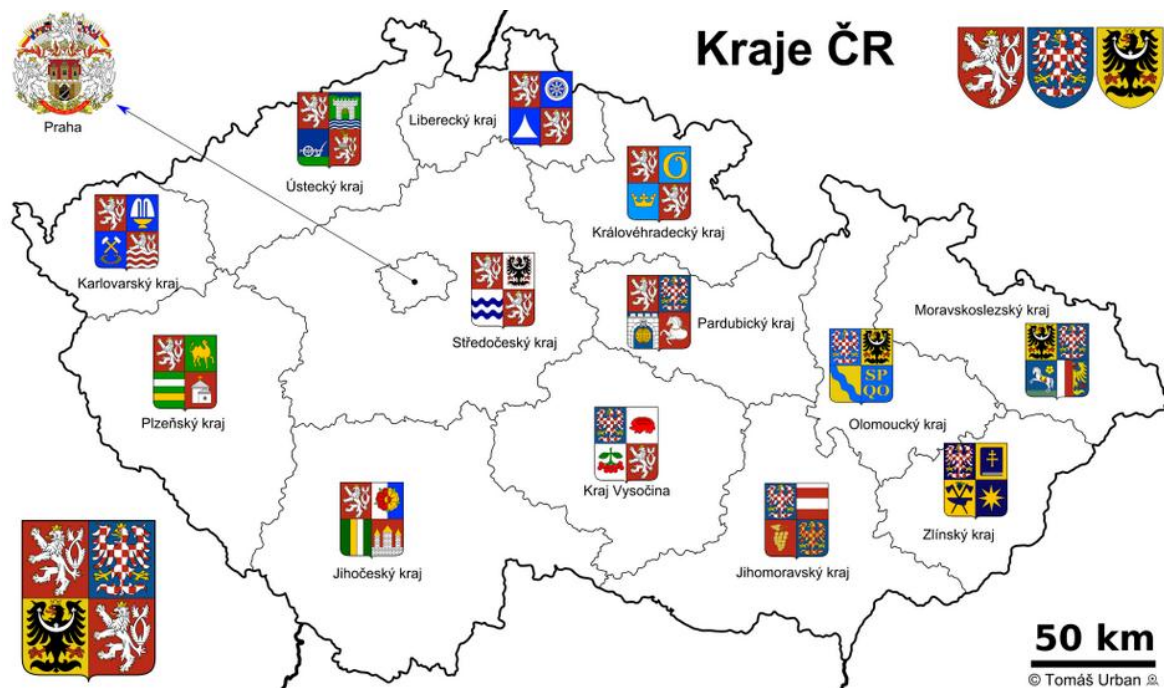 Kraje ČR
Praha
Liberecký kraj
Ústecký kraj
Královéhradecký kraj
Karlovarský kraj
Středočeský kraj
Pardubický kraj
Moravskoslezský kraj
Plzeňský kraj
SP
QO
Olomoucký kraj
Kraj Vysočina
Zlínský kraj
Jihočeský kraj
Jihomoravský kraj
50 km
© Tomáš Urban